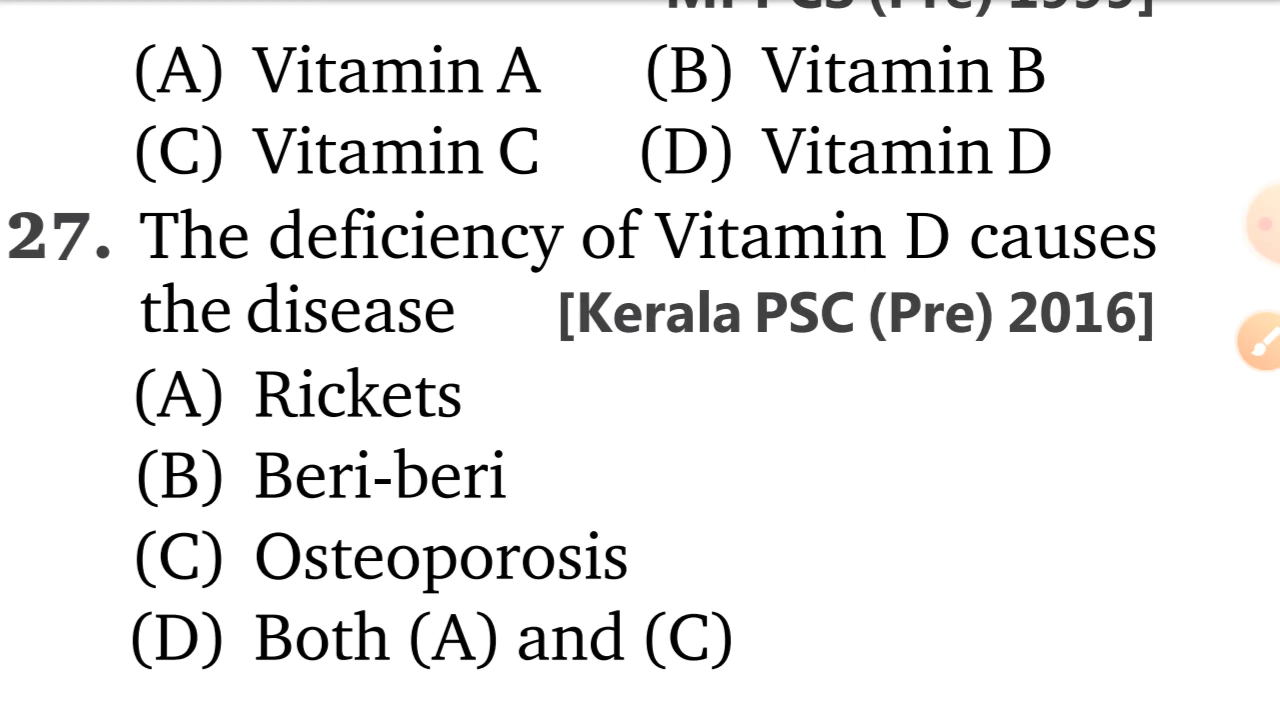 (A) Vitamin A (B) Vitamin B
(C) Vitamin C (D) Vitamin D
27. The deficiency of Vitamin D causes
the disease [Kerala PSC (Pre) 2016]
(A) Rickets
(B) Beri-beri
(C) Osteoporosis
(D) Both (A) and (C)